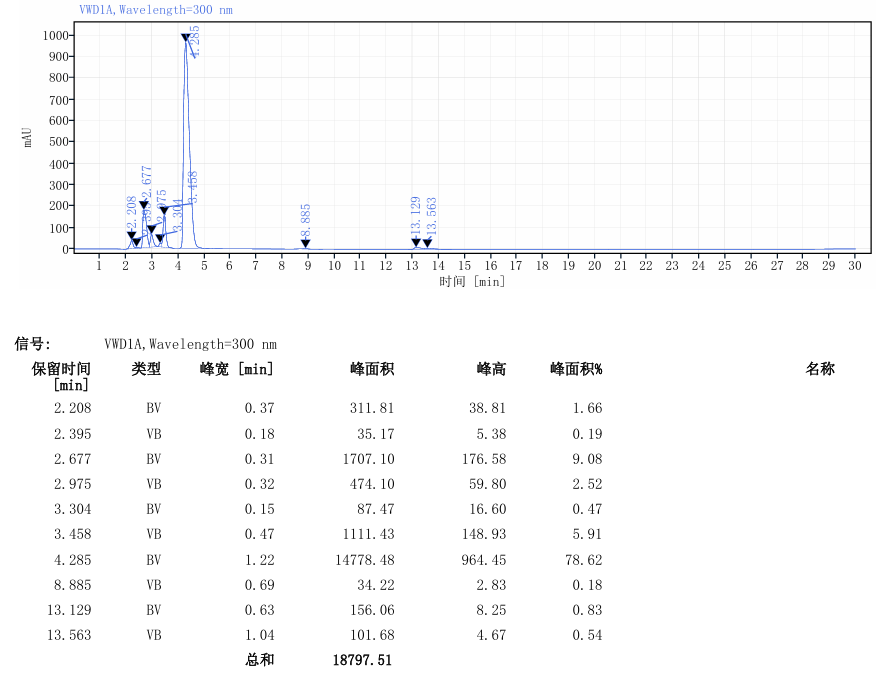 VWD1A,Wavelength=300 nm
1000
900
800
700
600
500
400
300
200
100
0
mAU
2.208
2.677
3.304
3.458
4.285
8.885
13.129
13.563
1 2 3 4 5 6 7 8 9 10 11 12 13 14 15 16 17 18 19 20 21 22 23 24 25 26 27 28 29 30
时间 [min]
信号: VWD1A,Wavelength=300 nm
保留时间 类型 峰宽 [min] 峰面积 峰高 峰面积% 名称
[min]
2.208 BV 0.37 311.81 38.81 1.66
2.395 VB 0.18 35.17 5.38 0.19
2.677 BV 0.31 1707.10 176.58 9.08
2.975 VB 0.32 474.10 59.80 2.52
3.304 BV 0.15 87.47 16.60 0.47
3.458 VB 0.47 1111.43 148.93 5.91
4.285 BV 1.22 14778.48 964.45 78.62
8.885 VB 0.69 34.22 2.83 0.18
13.129 BV 0.63 156.06 8.25 0.83
13.563 VB 1.04 101.68 4.67 0.54
总和 18797.51